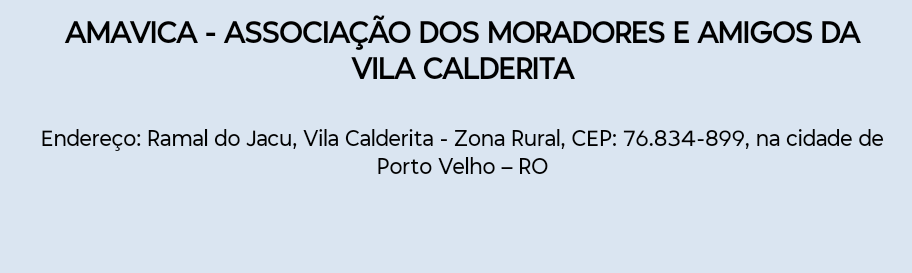 AMAVICA - ASSOCIAÇÃO DOS MORADORES E AMIGOS DA
VILA CALDERITA
Endereço: Ramal do Jacu, Vila Calderita - Zona Rural, CEP: 76.834-899, na cidade de
Porto Velho – RO